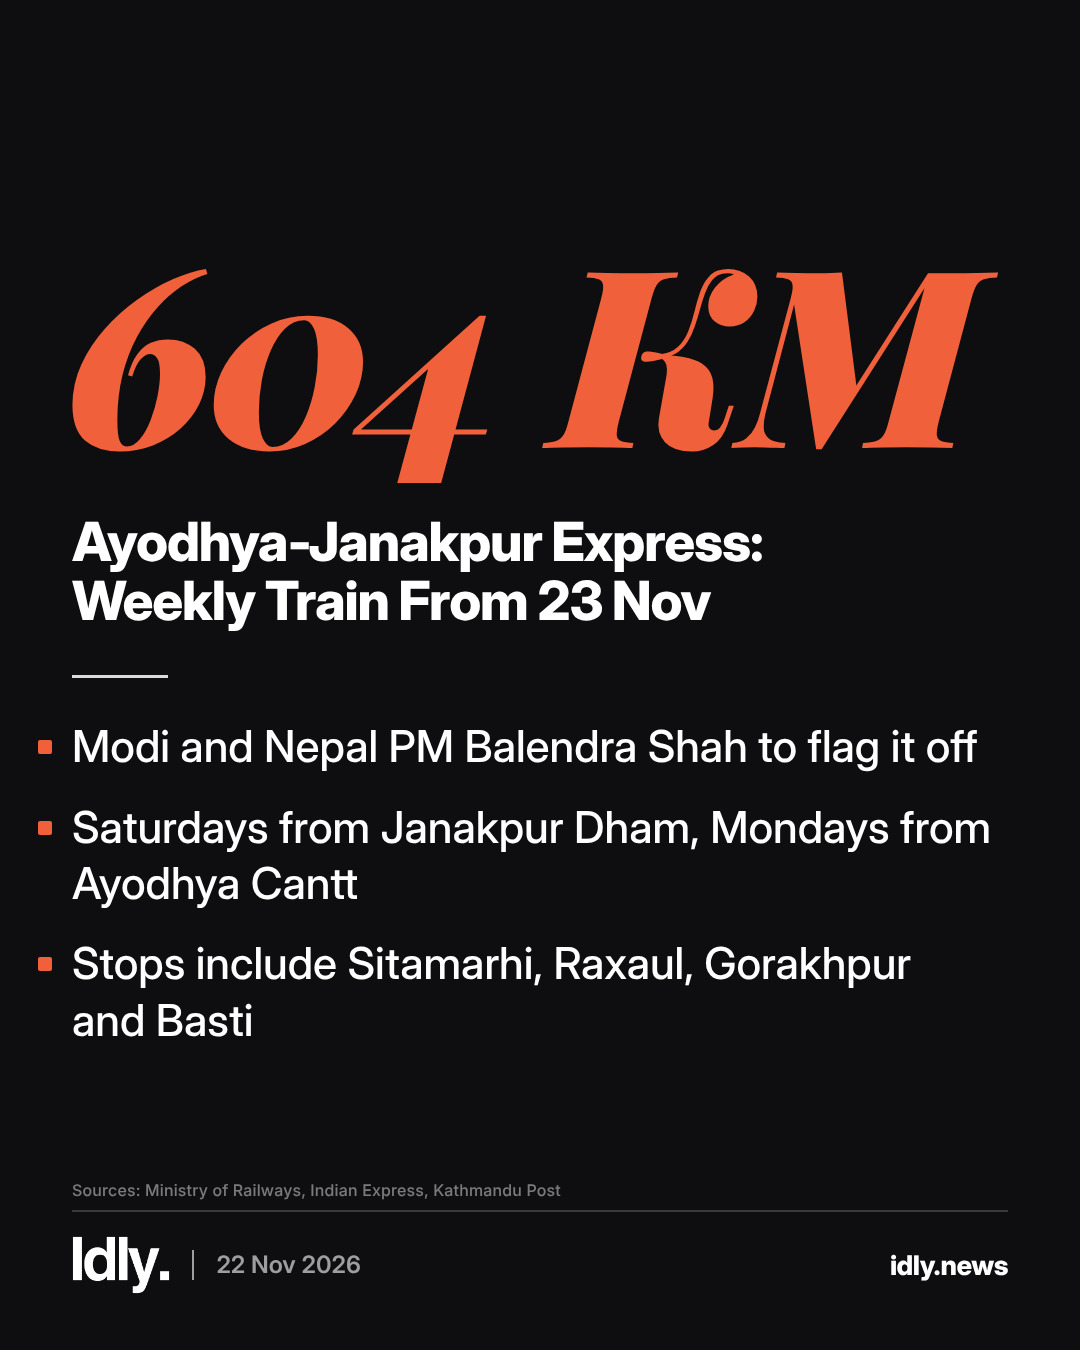 604 KM
Ayodhya-Janakpur Express:
Weekly Train From 23 Nov
Modi and Nepal PM Balendra Shah to flag it off
Saturdays from Janakpur Dham, Mondays from
Ayodhya Cantt
Stops include Sitamarhi, Raxaul, Gorakhpur
and Basti
Sources: Ministry of Railways, Indian Express, Kathmandu Post
Idly. | 22 Nov 2026
idly.news